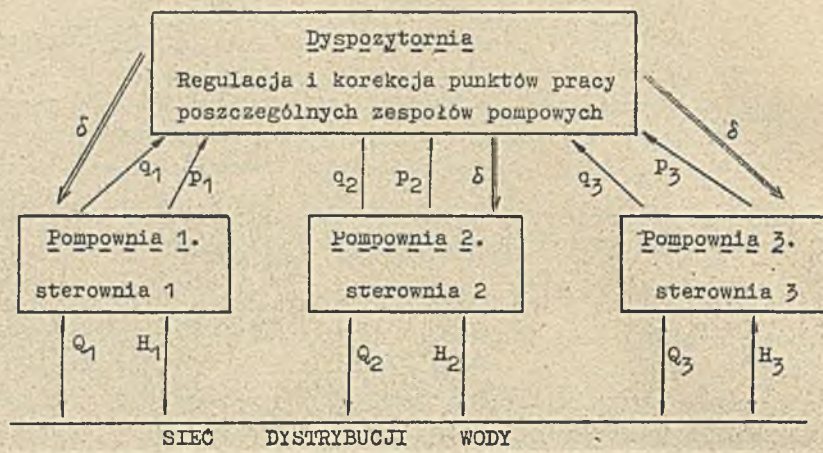 Dyspozytornia
Regulacja i korekcja punktów pracy
poszczególnych zespołów pompowych
δ
q1
p1
q2
p2
δ
q3
p3
δ
Pompownia 1.
sterownia 1
Pompownia 2.
sterownia 2
Pompownia 3.
sterownia 3
Q1
H1
Q2
H2
Q3
H3
SIEĆ DYSTRYBUCJI WODY